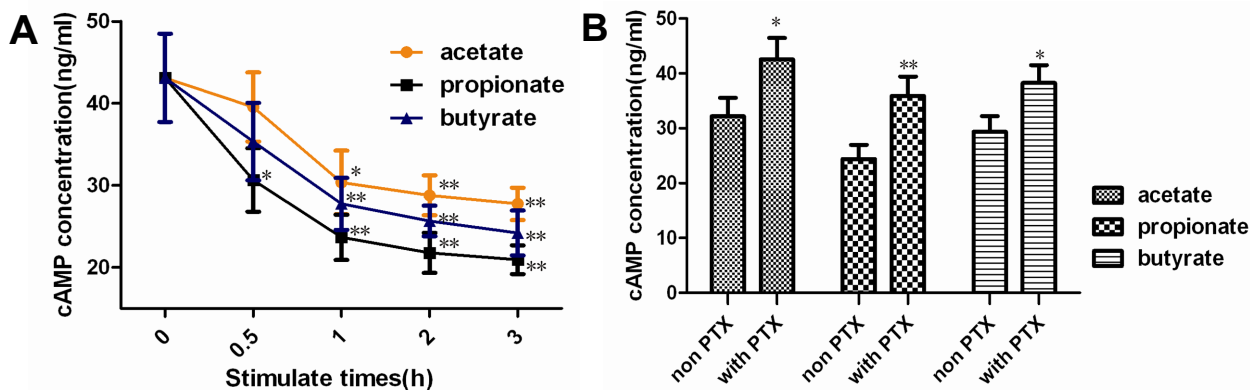 A
cAMP concentration(ng/ml)
50
40
30
20
acetate
propionate
butyrate
*
*
**
**
**
**
**
**
**
**
0
0.5
1
2
3
Stimulate times(h)
B
cAMP concentration(ng/ml)
50
40
30
20
10
0
*
**
*
acetate
propionate
butyrate
non PTX
with PTX
non PTX
with PTX
non PTX
with PTX